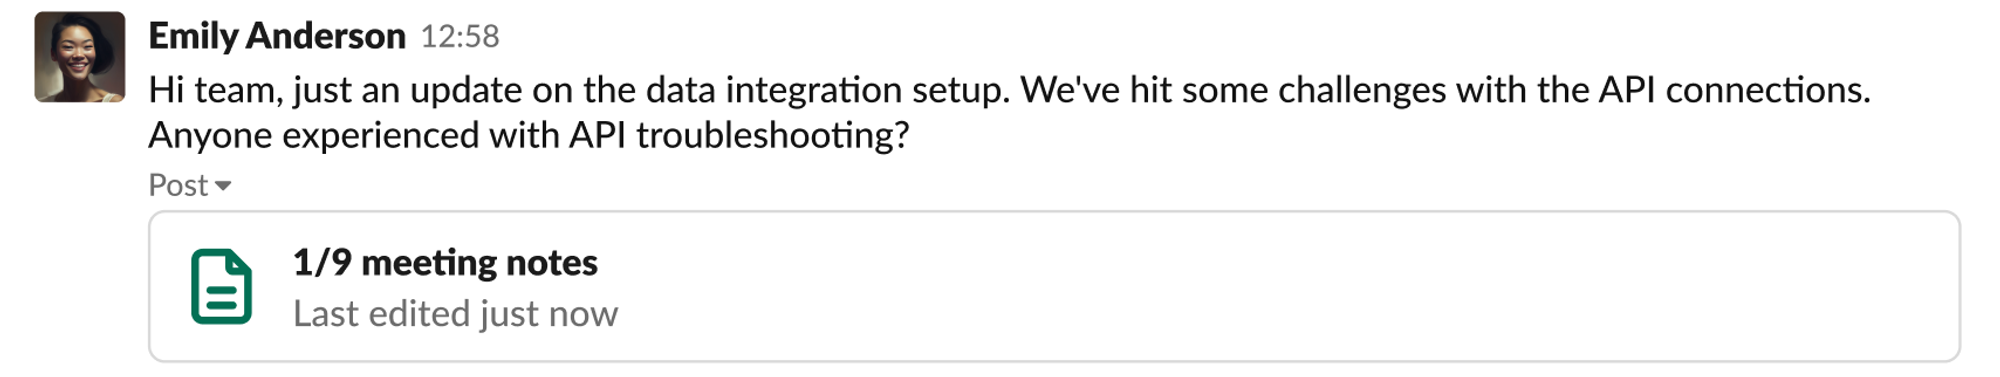 Emily Anderson 12:58
Hi team, just an update on the data integration setup. We've hit some challenges with the API connections.
Anyone experienced with API troubleshooting?
Post
1/9 meeting notes
Last edited just now